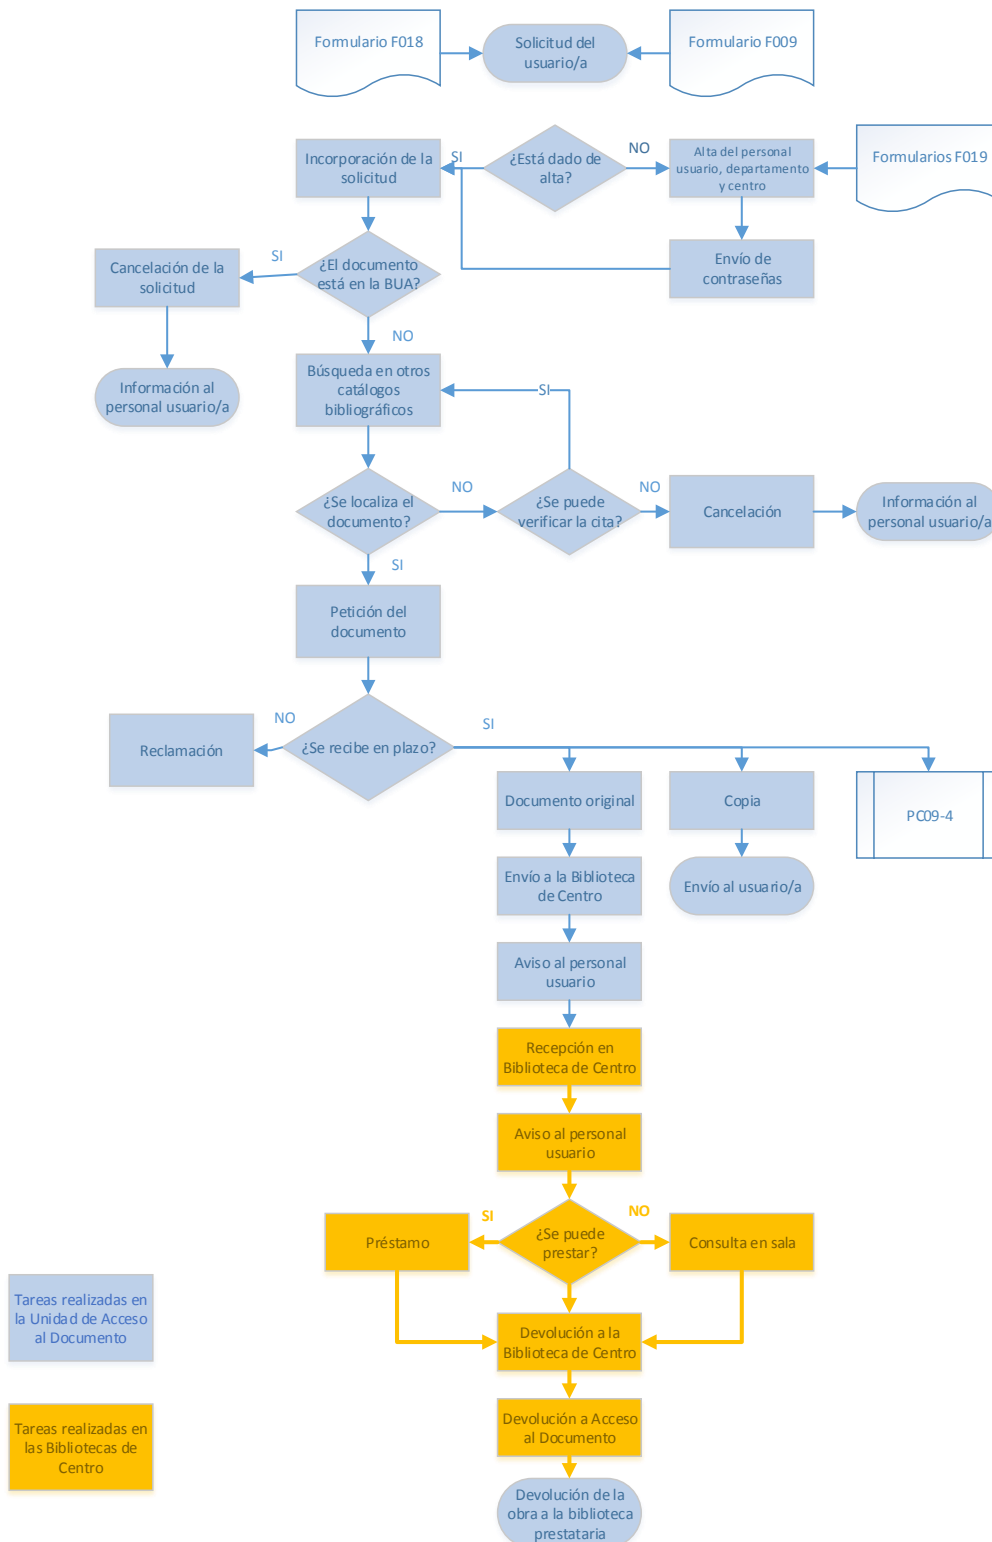 Formulario F018
Solicitud del
usuario/a
Formulario F009
Incorporación de la
solicitud
SI
¿Está dado de
alta?
NO
Alta del personal
usuario, departamento
y centro
Formularios F019
Cancelación de la
solicitud
SI
¿El documento
está en la BUA?
Envío de
contraseñas
NO
Información al
personal usuario/a
Búsqueda en otros
catálogos
bibliográficos
SI
¿Se localiza el
documento?
NO
¿Se puede
verificar la cita?
NO
Cancelación
Información al
personal usuario/a
SI
Petición del
documento
Reclamación
NO
¿Se recibe en plazo?
SI
Documento original
Copia
PC09-4
Envío a la Biblioteca
de Centro
Envío al usuario/a
Aviso al personal
usuario
Recepción en
Biblioteca de Centro
Aviso al personal
usuario
Préstamo
SI
¿Se puede
prestar?
NO
Consulta en sala
Tareas realizadas en
la Unidad de Acceso
al Documento
Devolución a la
Biblioteca de Centro
Tareas realizadas en
las Bibliotecas de
Centro
Devolución a Acceso
al Documento
Devolución de la
obra a la biblioteca
prestataria